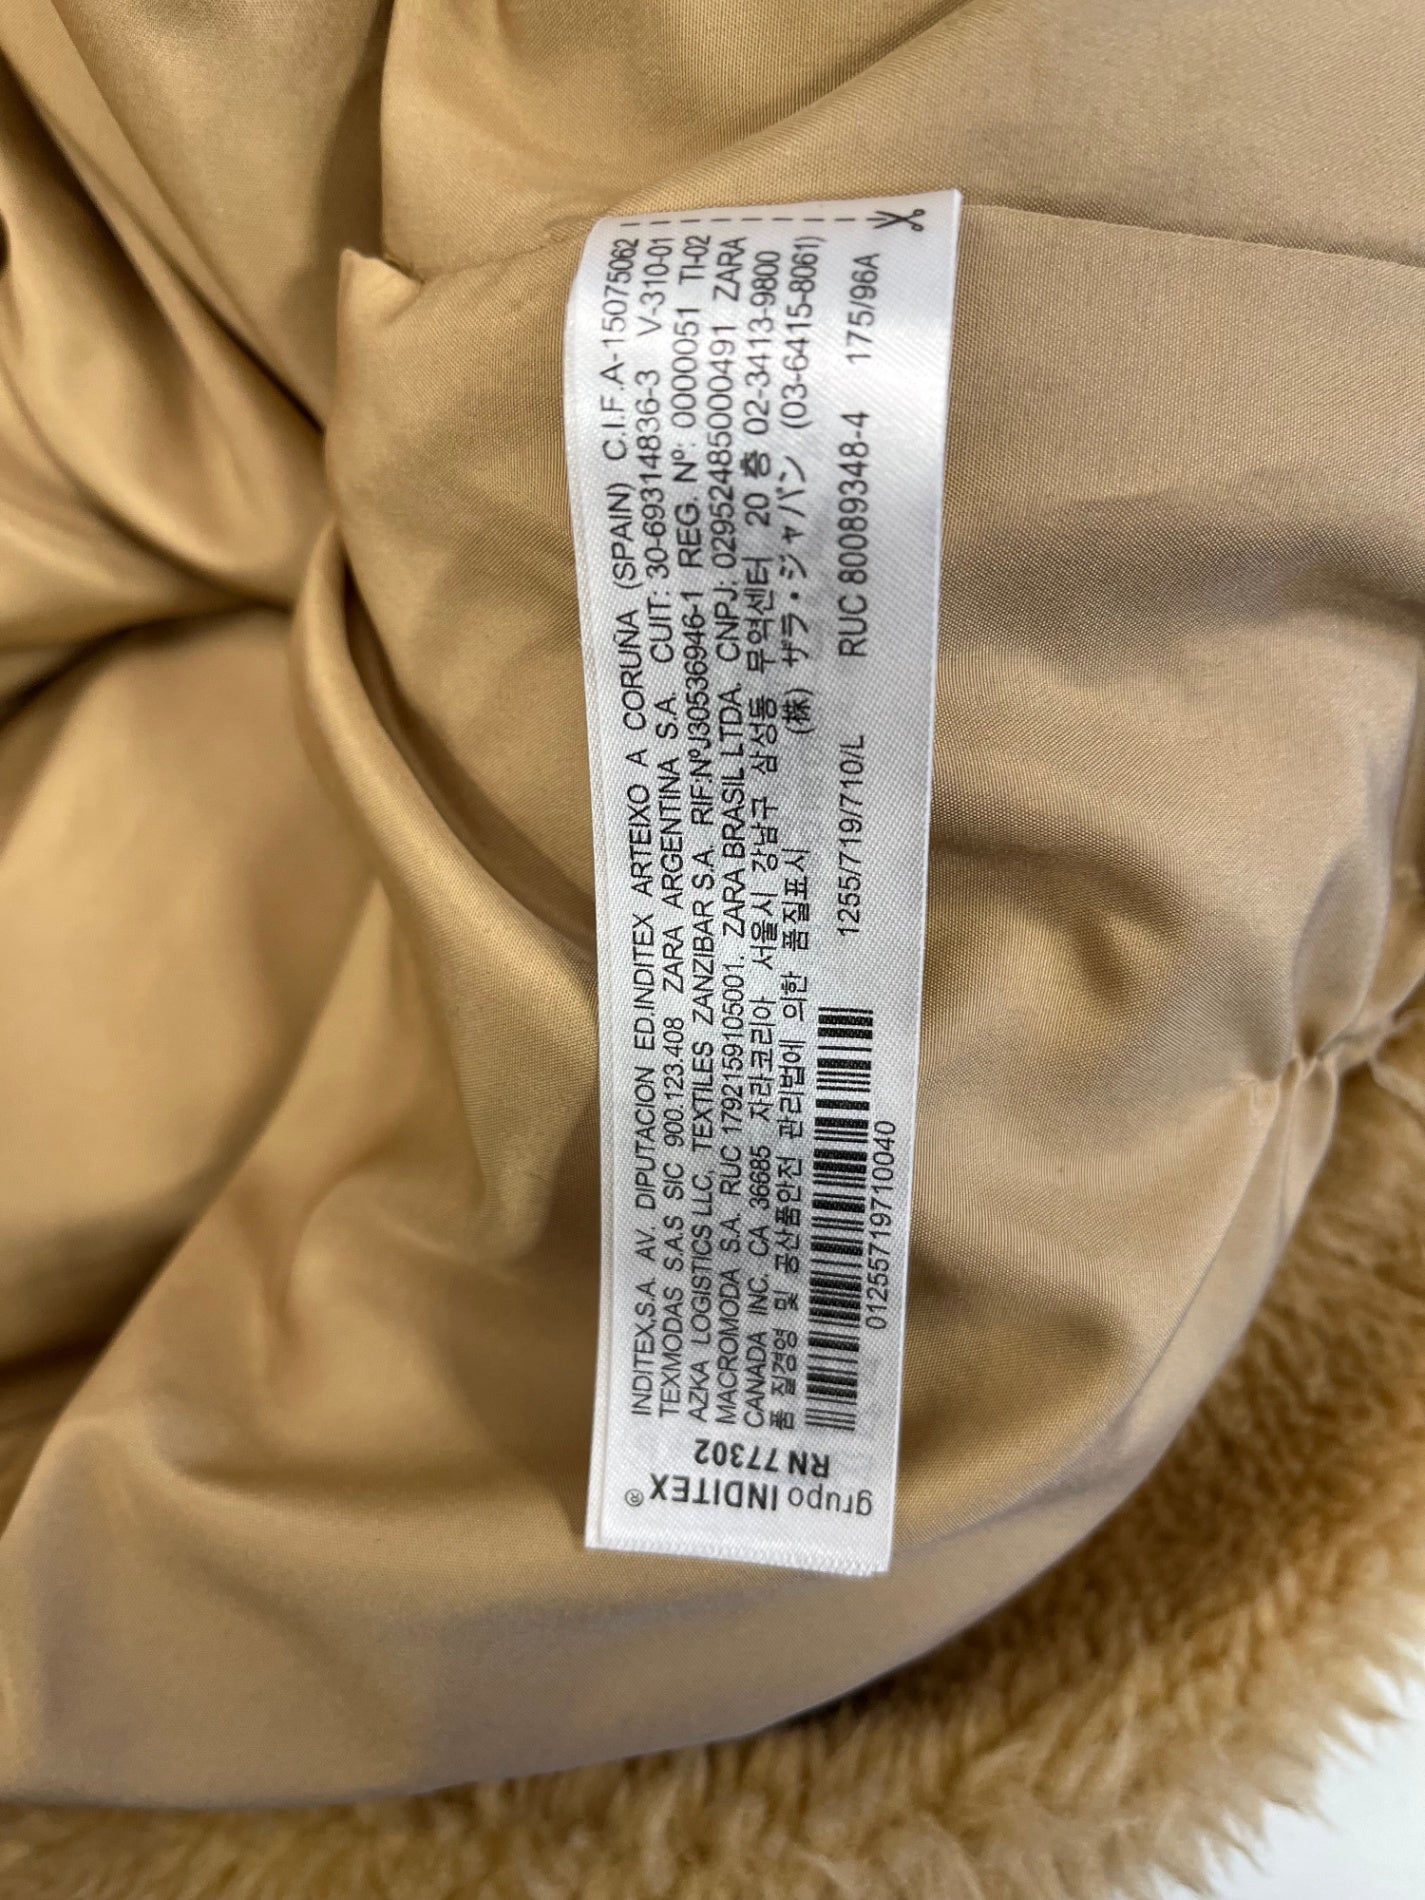 grupo INDITEX®
RN 77302
INDITEX,S.A. AV. DIPUTACION ED.INDITEX ARTEIXO A CORUÑA (SPAIN) C.I.F.A-15075062
TEXMODAS S.A.S SIC 900.123.408 ZARA ARGENTINA S.A. CUIT: 30-69314836-3 V-310-01
AZKA LOGISTICS LLC, TEXTILES ZANZIBAR S.A. RIF:NºJ30536946-1 REG. Nº: 0000051 TI-02
MACROMODA S.A. RUC 1792159105001. ZARA BRASIL LTDA. CNPJ: 02952485000491 ZARA
CANADA INC, CA 36685 자라코리아 서울시 강남구 삼성동 무역센터 20 층 02-3413-9800
품 질경영 및 공산품안전 관리법에 의한 품질표시 (株) ザラ・ジャパン (03-6415-8061)
1255/719/710/L RUC 80089348-4 175/96A
01255719710040